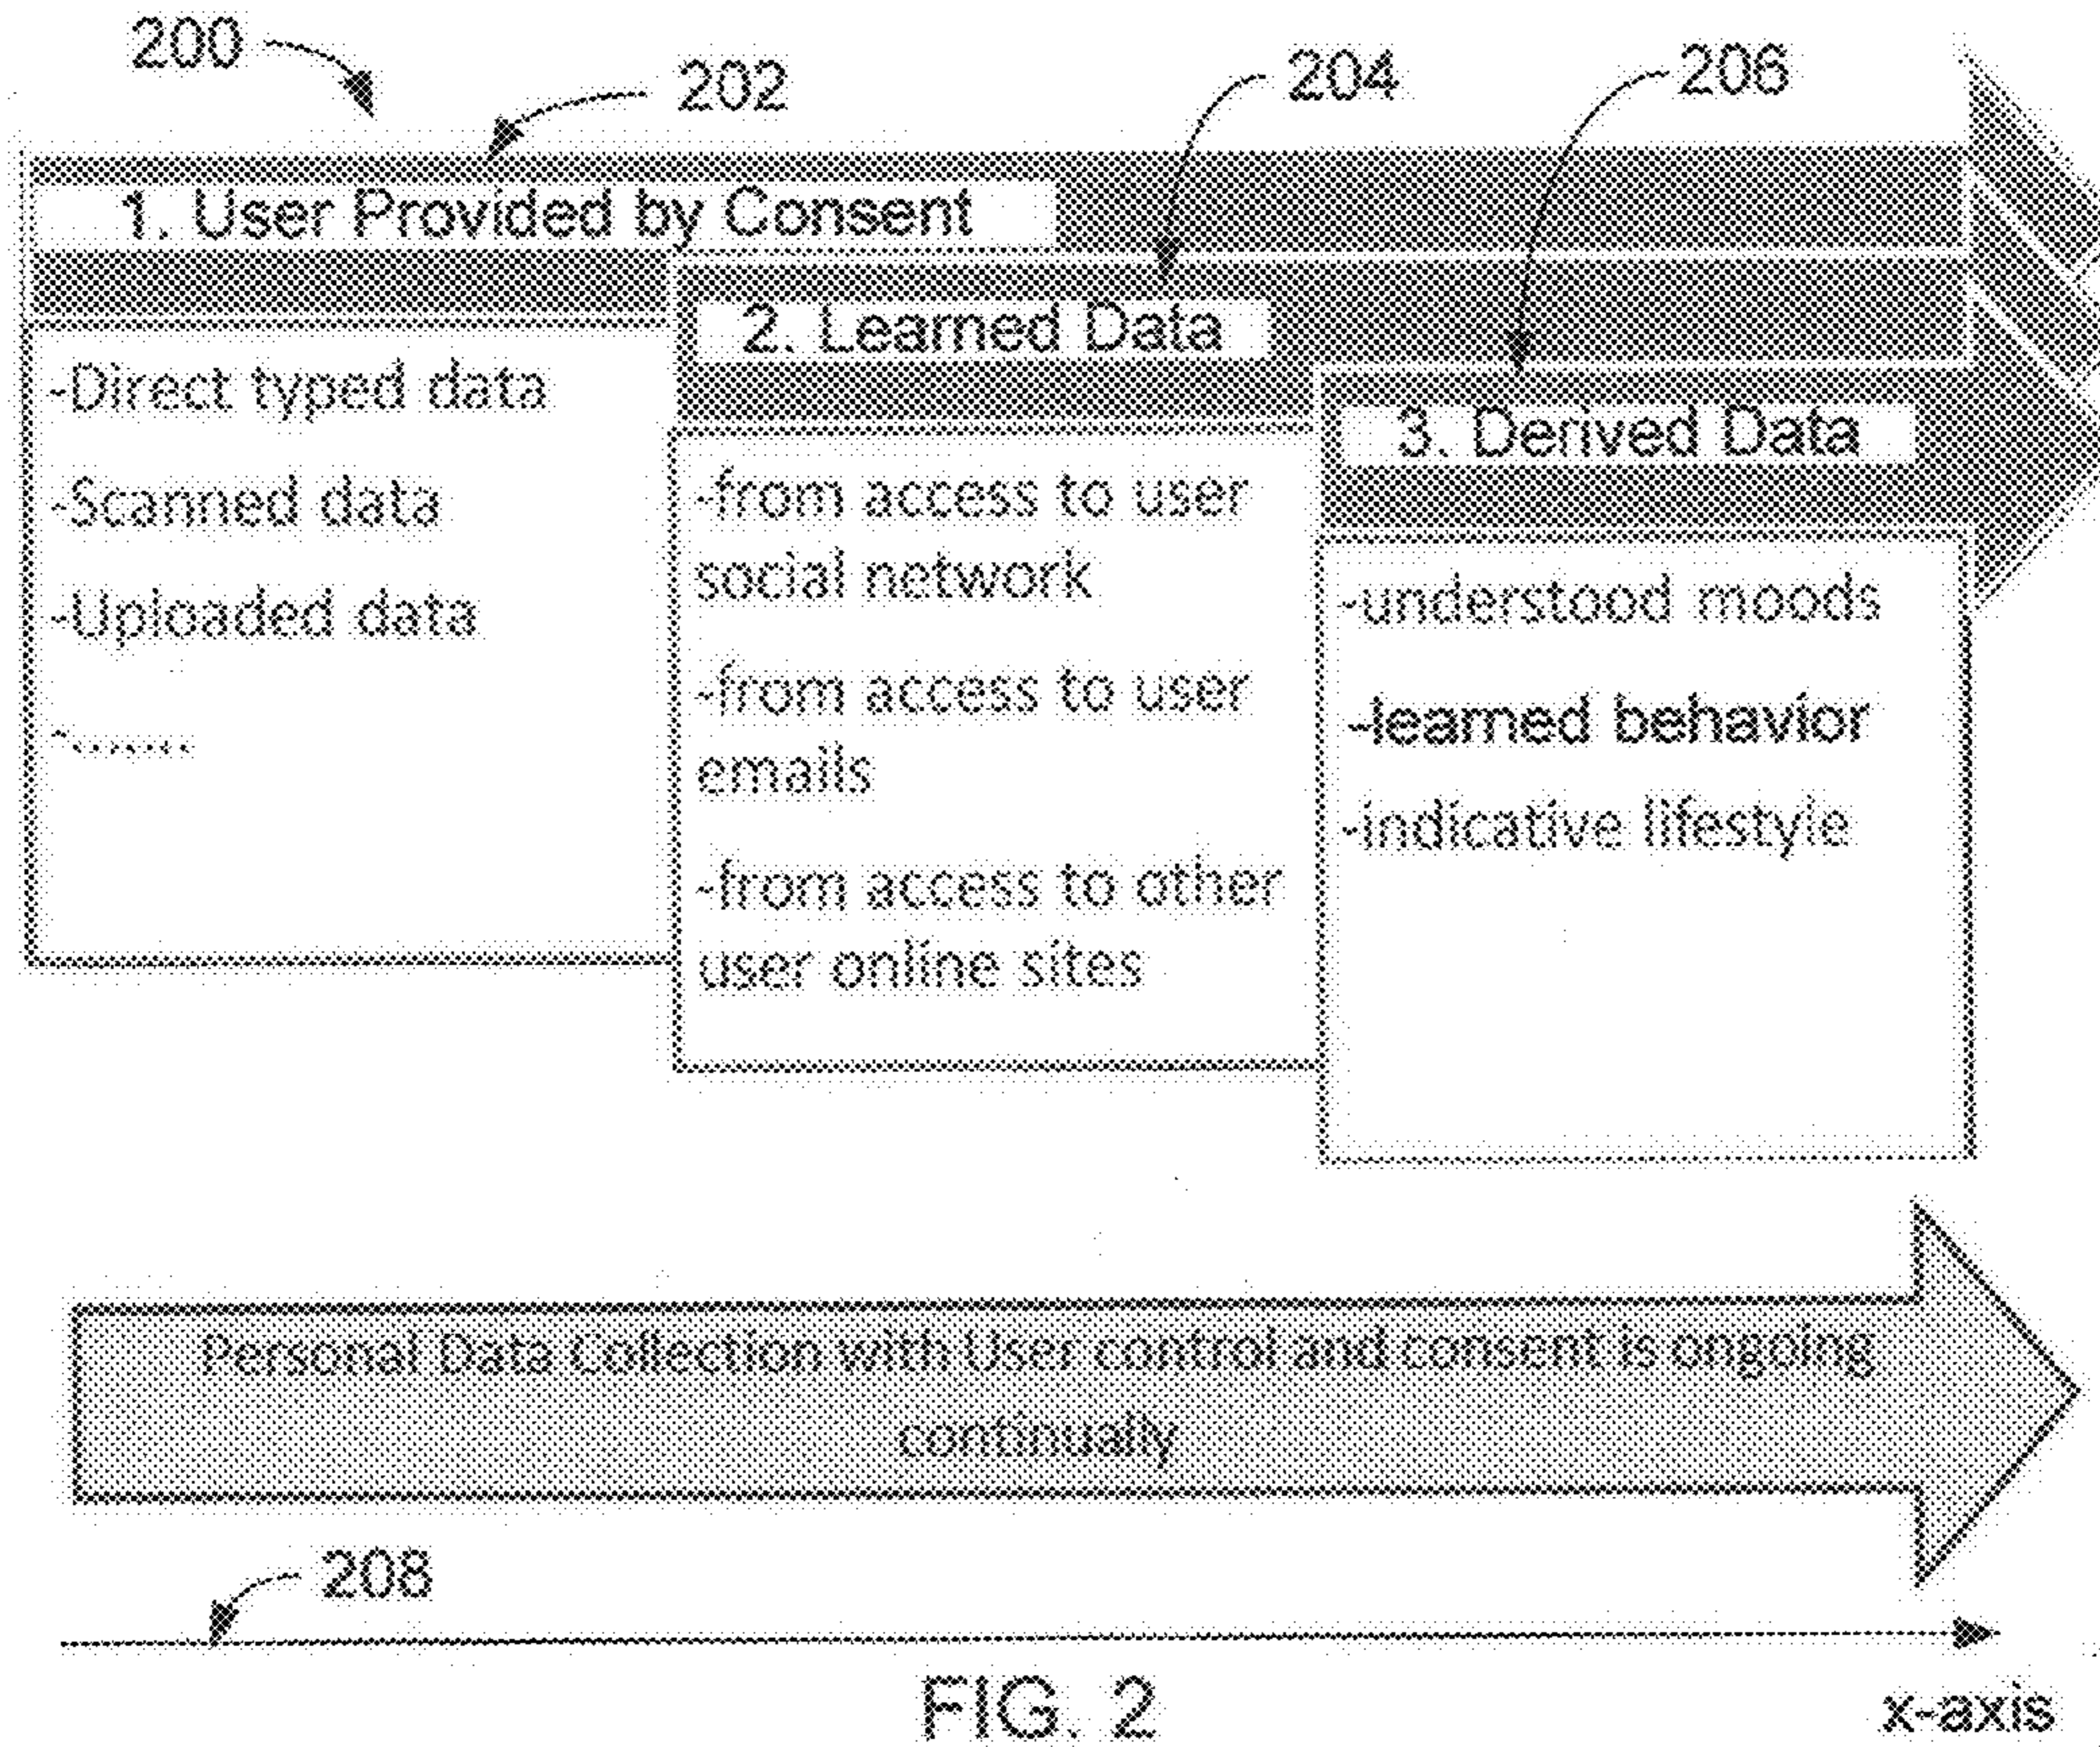 200
202
204
206
1. User Provided by Consent
-Direct typed data
-Scanned data
-Uploaded data
-.......
2. Learned Data
-from access to user
social network
-from access to user
emails
-from access to other
user online sites
3. Derived Data
-understood moods
-learned behavior
-indicative lifestyle
Personal Data Collection with User control and consent is ongoing
continually
208
x-axis
FIG. 2